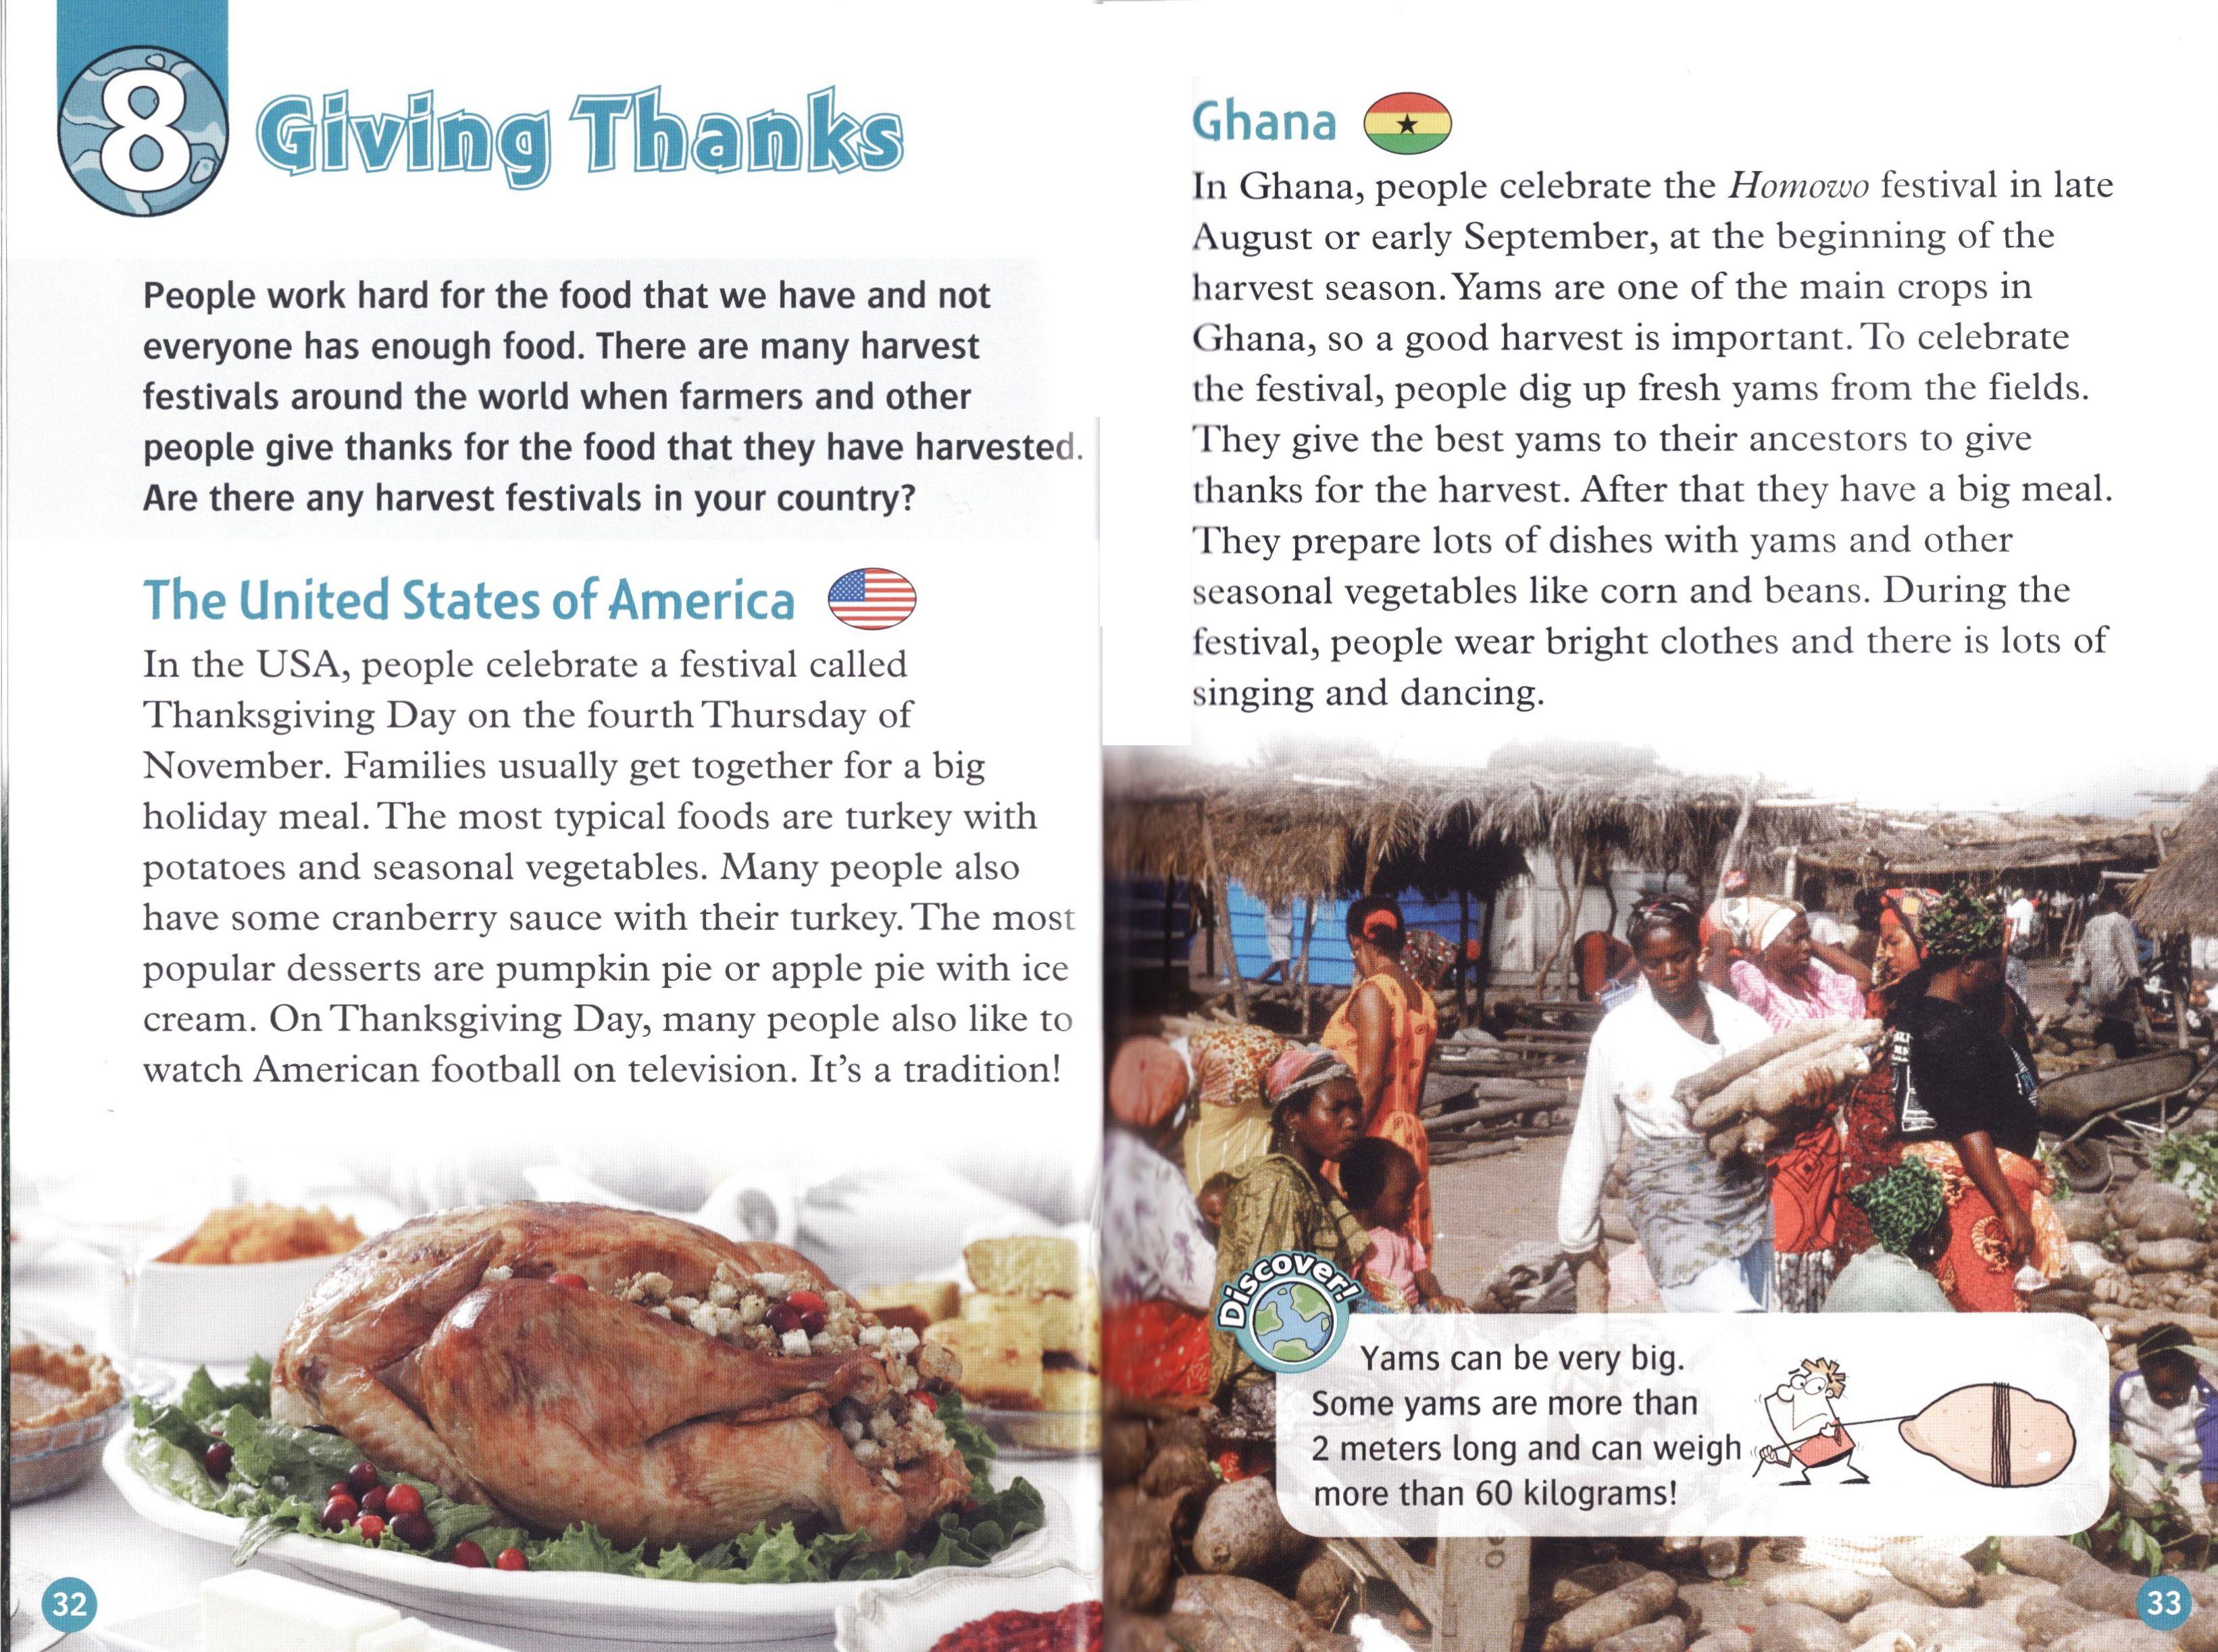 8
Giving Thanks
People work hard for the food that we have and not
everyone has enough food. There are many harvest
festivals around the world when farmers and other
people give thanks for the food that they have harvested.
Are there any harvest festivals in your country?
The United States of America
In the USA, people celebrate a festival called
Thanksgiving Day on the fourth Thursday of
November. Families usually get together for a big
holiday meal. The most typical foods are turkey with
potatoes and seasonal vegetables. Many people also
have some cranberry sauce with their turkey. The most
popular desserts are pumpkin pie or apple pie with ice
cream. On Thanksgiving Day, many people also like to
watch American football on television. It's a tradition!
32
Ghana
In Ghana, people celebrate the Homowo festival in late
August or early September, at the beginning of the
harvest season. Yams are one of the main crops in
Ghana, so a good harvest is important. To celebrate
the festival, people dig up fresh yams from the fields.
They give the best yams to their ancestors to give
thanks for the harvest. After that they have a big meal.
They prepare lots of dishes with yams and other
seasonal vegetables like corn and beans. During the
festival, people wear bright clothes and there is lots of
singing and dancing.
Discover!
Yams can be very big.
Some yams are more than
2 meters long and can weigh
more than 60 kilograms!
33